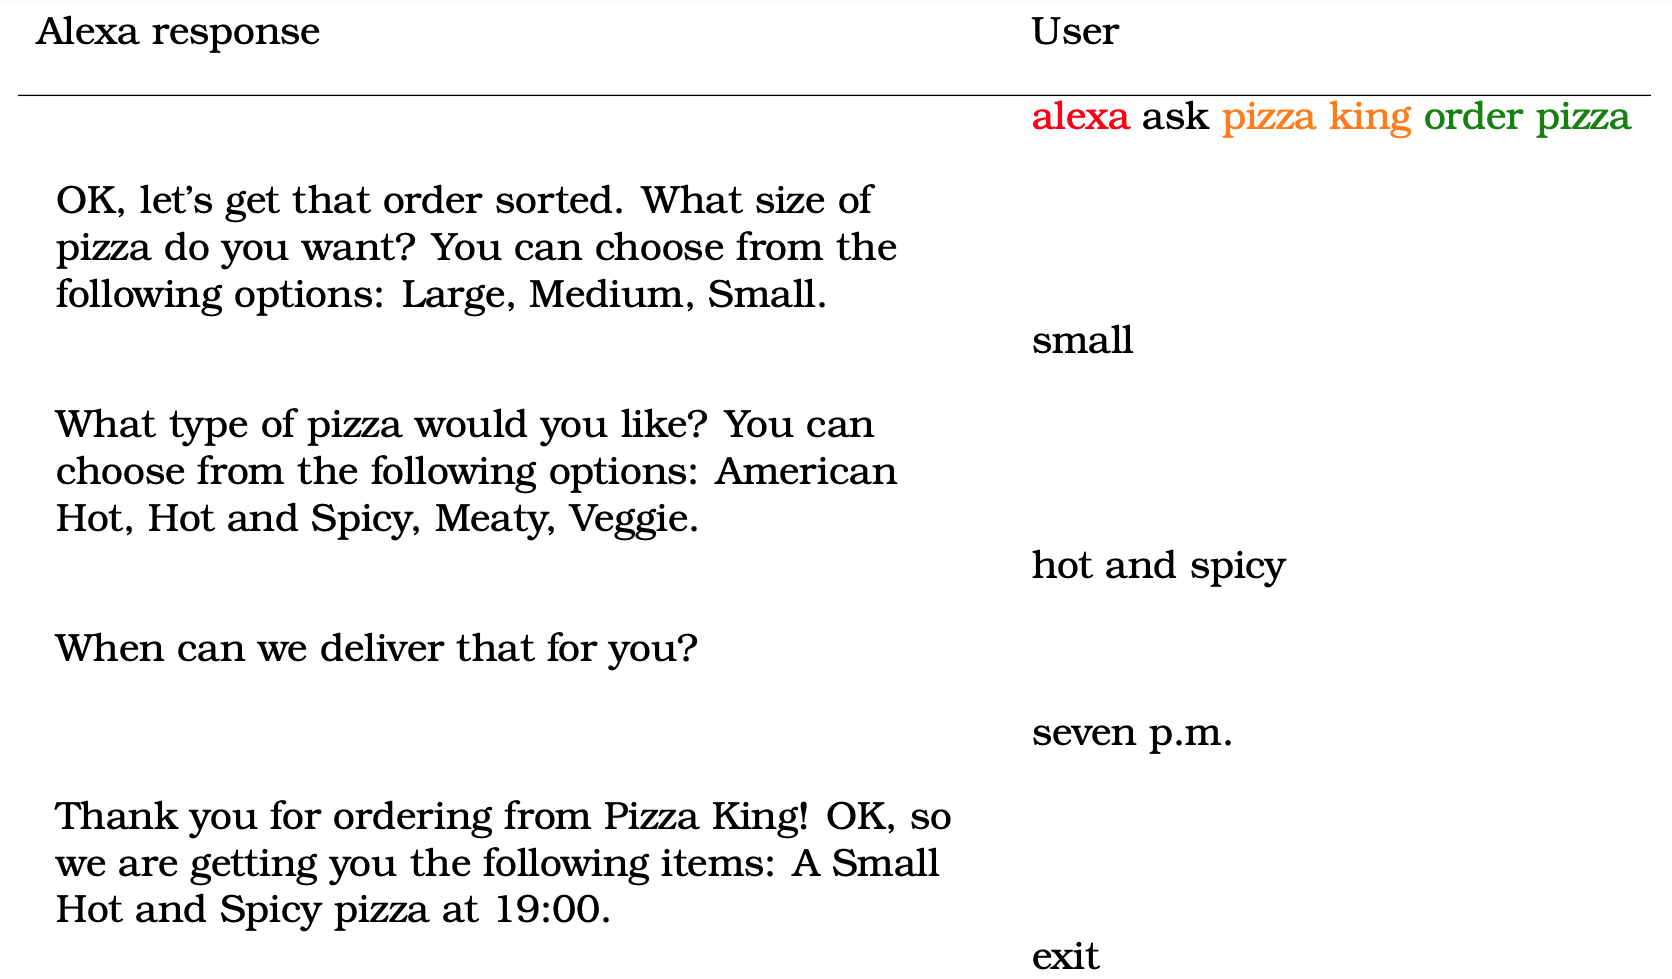 Alexa response User
alexa ask pizza king order pizza
OK, let’s get that order sorted. What size of
pizza do you want? You can choose from the
following options: Large, Medium, Small.
small
What type of pizza would you like? You can
choose from the following options: American
Hot, Hot and Spicy, Meaty, Veggie.
hot and spicy
When can we deliver that for you?
seven p.m.
Thank you for ordering from Pizza King! OK, so
we are getting you the following items: A Small
Hot and Spicy pizza at 19:00.
exit